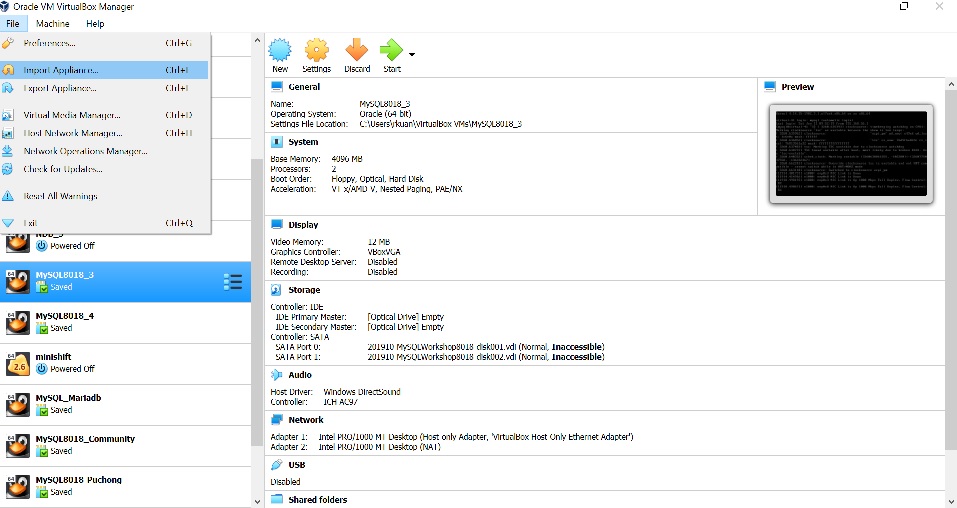 Oracle VM VirtualBox Manager
File Machine Help
Preferences... Ctrl+G
Import Appliance... Ctrl+I
Export Appliance... Ctrl+E
Virtual Media Manager... Ctrl+D
Host Network Manager... Ctrl+H
Network Operations Manager...
Check for Updates...
Reset All Warnings
Exit Ctrl+Q
Powered Off
MySQL8018_3
Saved
MySQL8018_4
Saved
minishift
2.6
Powered Off
MySQL_Mariadb
Saved
MySQL8018_Community
Saved
MySQL8018 Puchong
Saved
New Settings Discard Start
General
Name: MySQL8018_3
Operating System: Oracle (64 bit)
Settings File Location: C:\Users\rkuan\VirtualBox VMs\MySQL8018_3
System
Base Memory: 4096 MB
Processors: 2
Boot Order: Floppy, Optical, Hard Disk
Acceleration: VT x/AMD V, Nested Paging, PAE/NX
Preview
Display
Video Memory: 12 MB
Graphics Controller: VBoxVGA
Remote Desktop Server: Disabled
Recording: Disabled
Storage
Controller: IDE
IDE Primary Master: [Optical Drive] Empty
IDE Secondary Master: [Optical Drive] Empty
Controller: SATA
SATA Port 0: 201910 MySQLWorkshop8018 disk001.vdi (Normal, Inaccessible)
SATA Port 1: 201910 MySQLWorkshop8018 disk002.vdi (Normal, Inaccessible)
Audio
Host Driver: Windows DirectSound
Controller: ICH AC97
Network
Adapter 1: Intel PRO/1000 MT Desktop (Host only Adapter, 'VirtualBox Host Only Ethernet Adapter')
Adapter 2: Intel PRO/1000 MT Desktop (NAT)
USB
Disabled
Shared folders